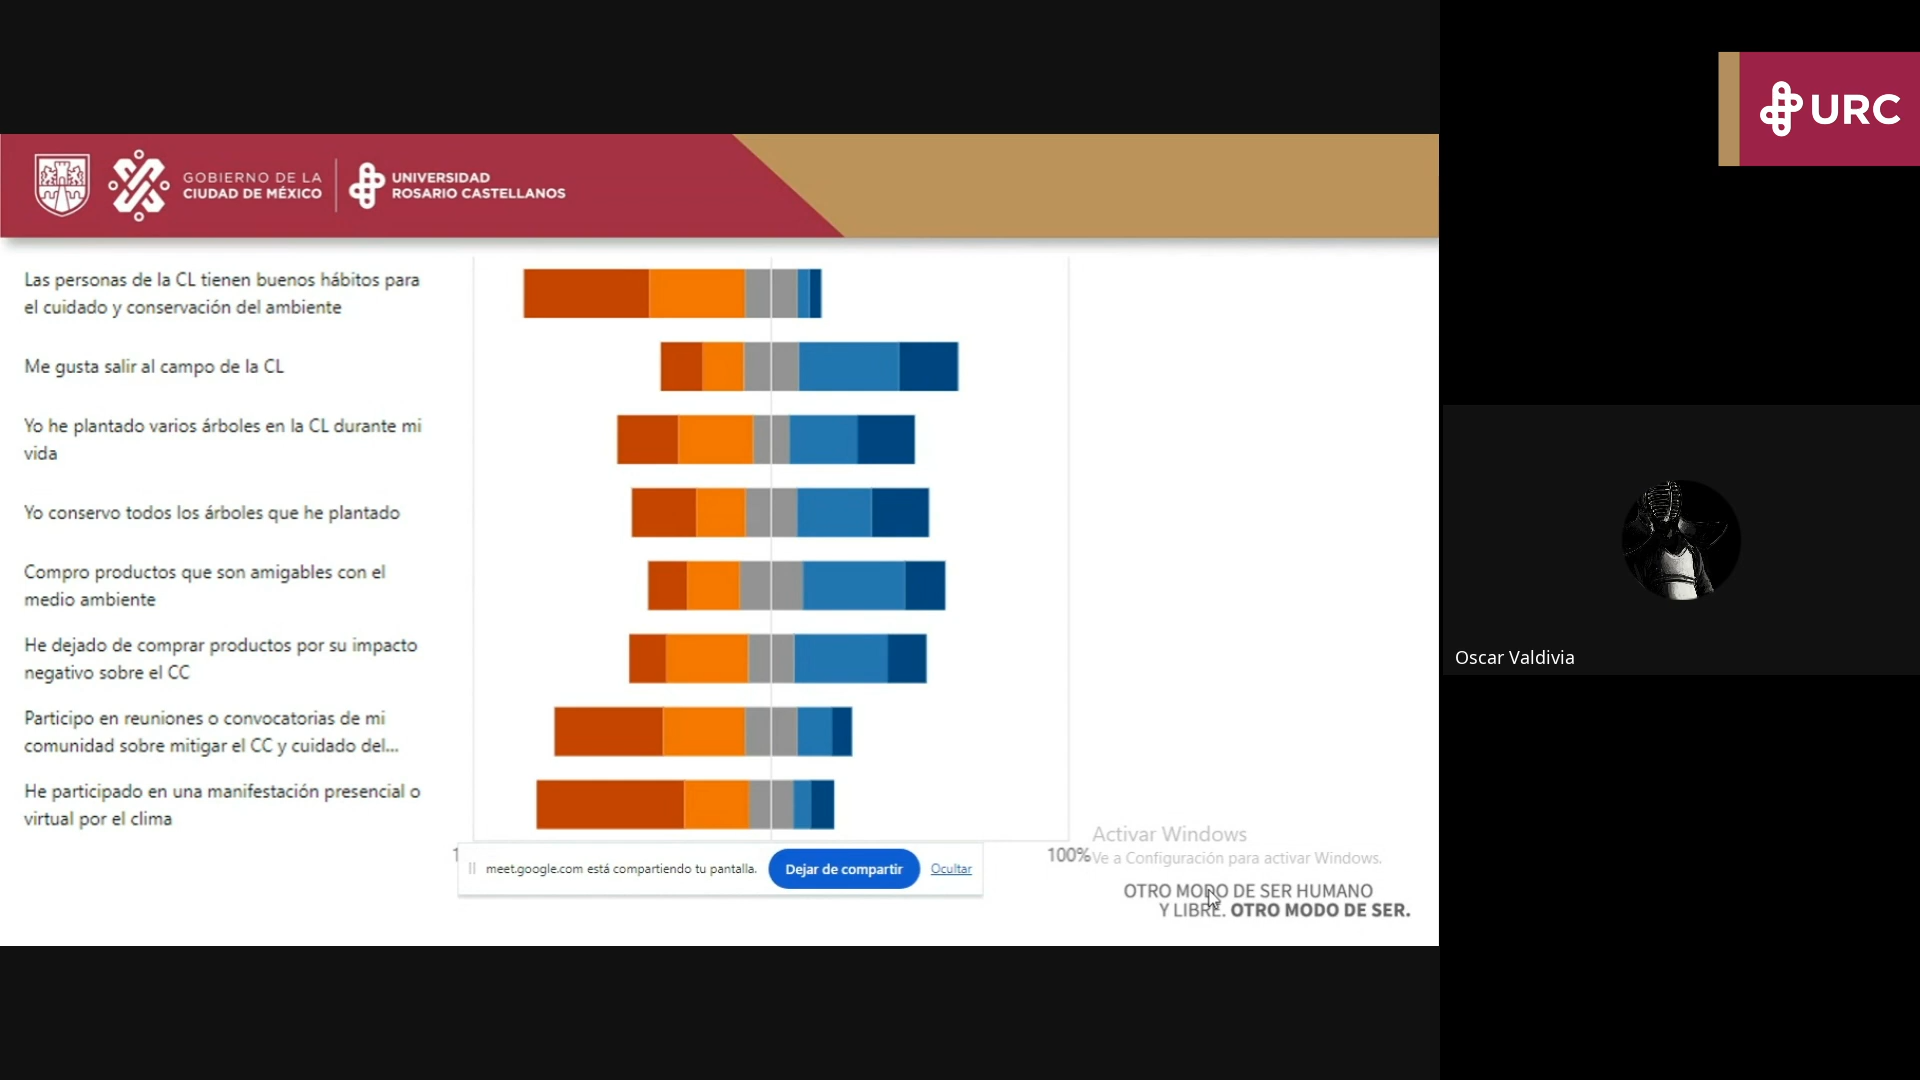 URC
GOBIERNO DE LA
CIUDAD DE MÉXICO
UNIVERSIDAD
ROSARIO CASTELLANOS
Las personas de la CL tienen buenos hábitos para
el cuidado y conservación del ambiente
Me gusta salir al campo de la CL
Yo he plantado varios árboles en la CL durante mi
vida
Yo conservo todos los árboles que he plantado
Compro productos que son amigables con el
medio ambiente
He dejado de comprar productos por su impacto
negativo sobre el CC
Participo en reuniones o convocatorias de mi
comunidad sobre mitigar el CC y cuidado del...
He participado en una manifestación presencial o
virtual por el clima
100%
Activar Windows
Ve a Configuración para activar Windows.
meet.google.com está compartiendo tu pantalla.
Dejar de compartir
Ocultar
OTRO MODO DE SER HUMANO
Y LIBRE. OTRO MODO DE SER.
Oscar Valdivia